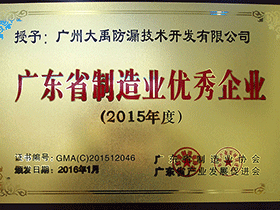 授予：广州大禹防漏技术开发有限公司
广东省制造业优秀企业
(2015年度)
证书编号：GMA(C)201512046
颁发日期：2016年1月
广东省制造业协会
广东省产业发展促进会